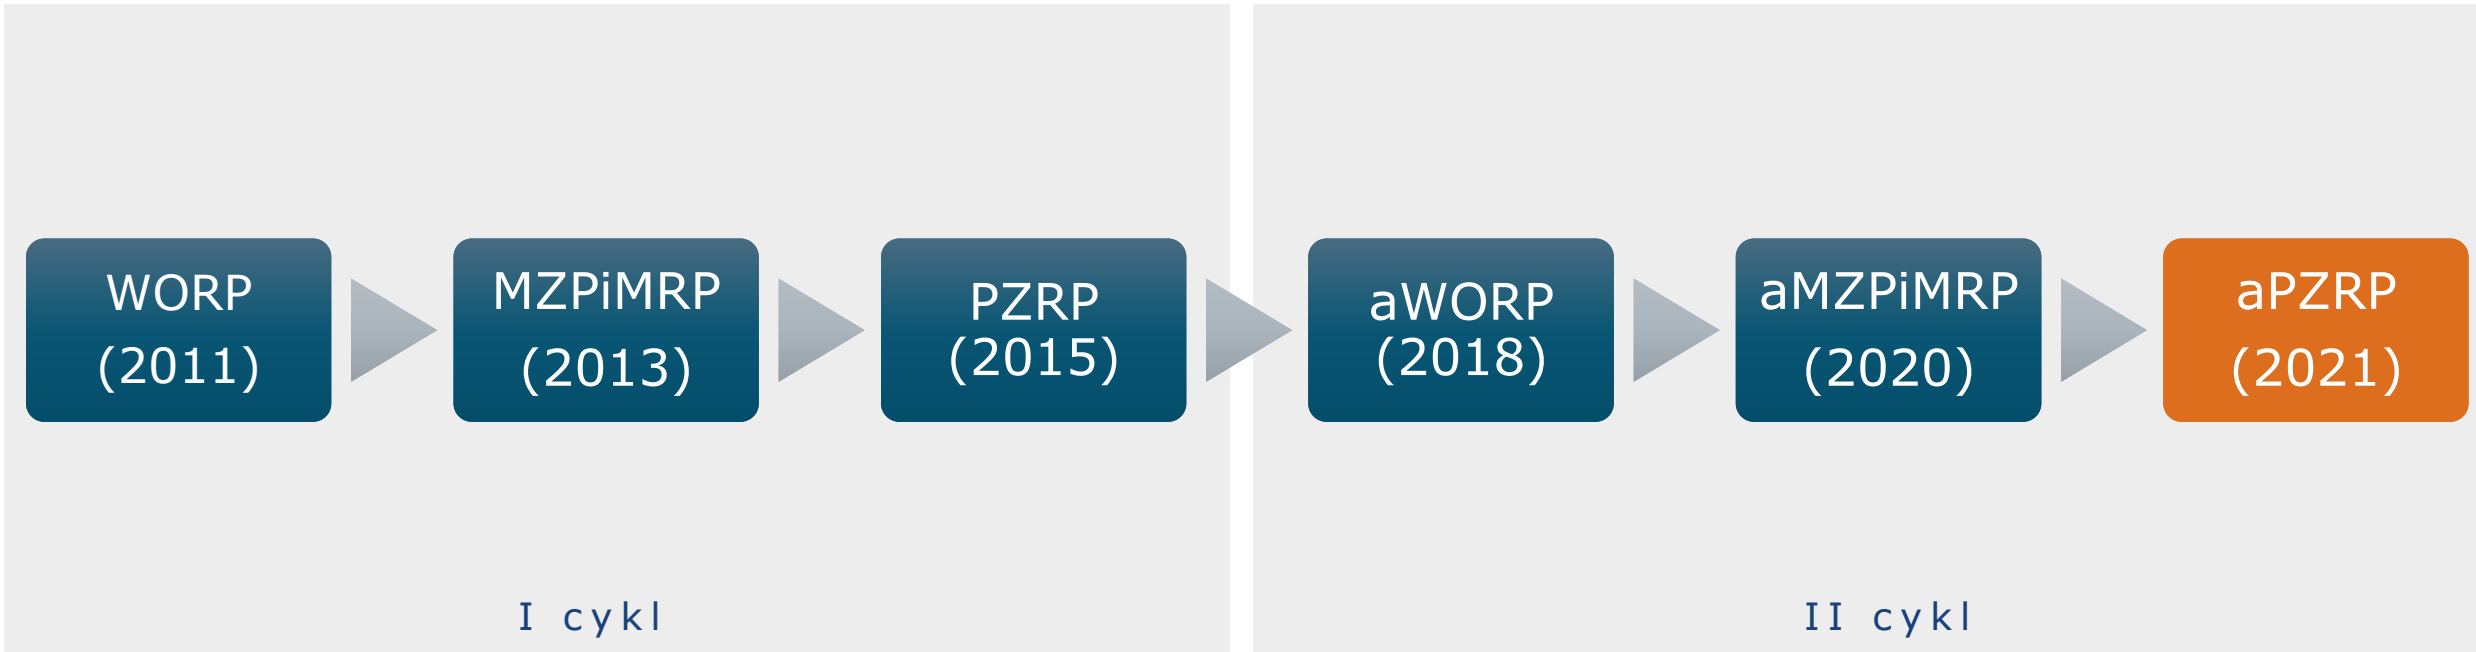 WORP
(2011)
MZPiMRP
(2013)
PZRP
(2015)
aWORP
(2018)
aMZPiMRP
(2020)
aPZRP
(2021)
I cykl
II cykl